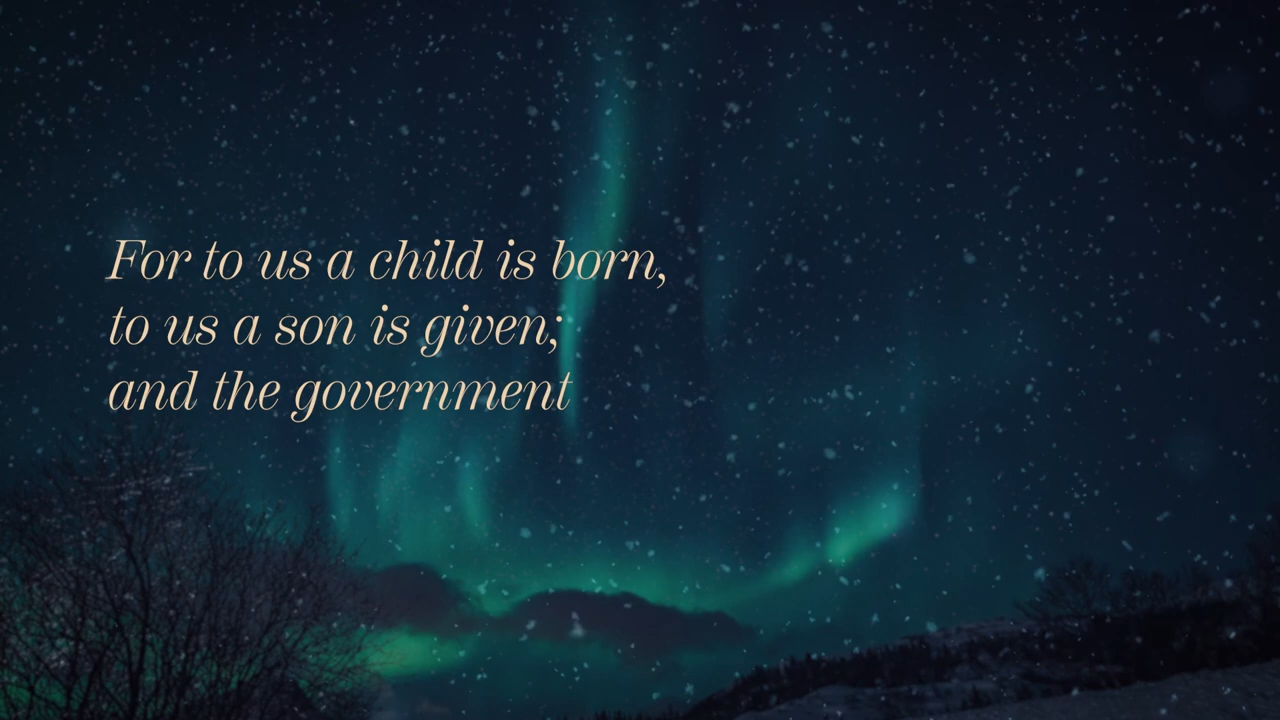 For to us a child is born,
to us a son is given;
and the government